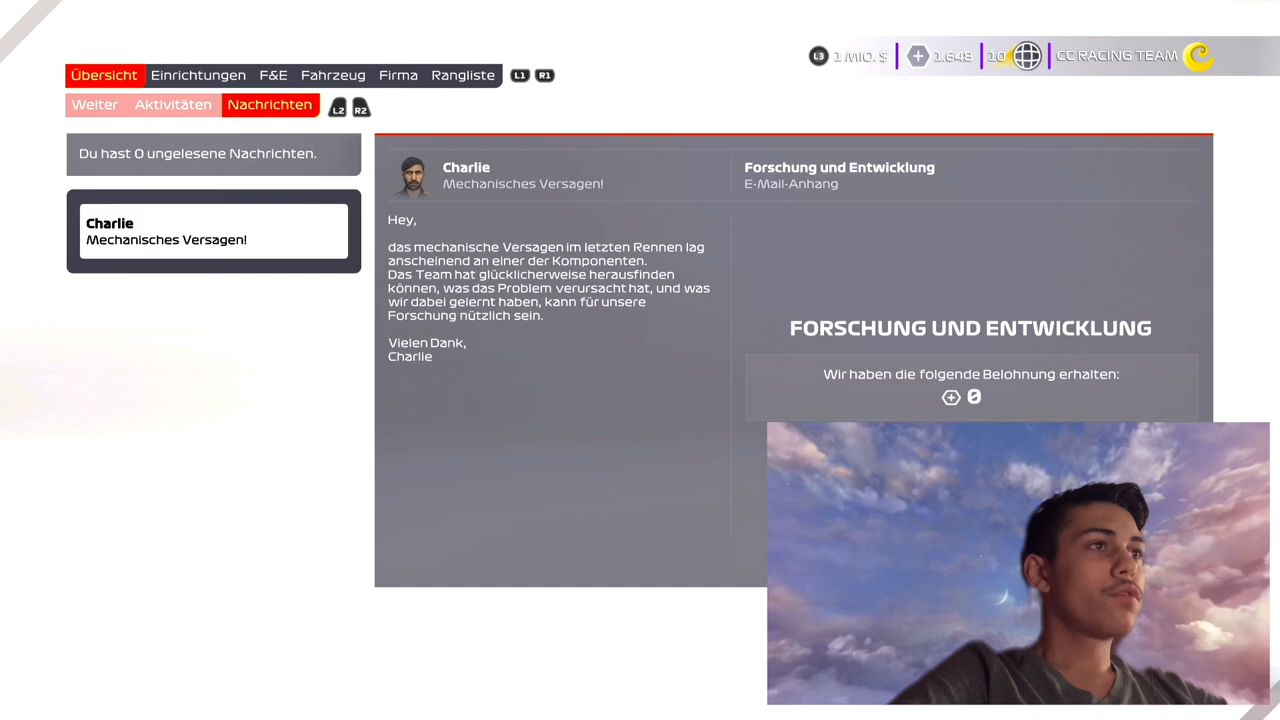 L3 1 MIO. $ 1.648 10 CC RACING TEAM
Übersicht Einrichtungen F&E Fahrzeug Firma Rangliste L1 R1
Weiter Aktivitäten Nachrichten L2 R2
Du hast 0 ungelesene Nachrichten.
Charlie
Mechanisches Versagen!
Charlie
Mechanisches Versagen!
Hey,
das mechanische Versagen im letzten Rennen lag
anscheinend an einer der Komponenten.
Das Team hat glücklicherweise herausfinden
können, was das Problem verursacht hat, und was
wir dabei gelernt haben, kann für unsere
Forschung nützlich sein.
Vielen Dank,
Charlie
Forschung und Entwicklung
E-Mail-Anhang
FORSCHUNG UND ENTWICKLUNG
Wir haben die folgende Belohnung erhalten:
0